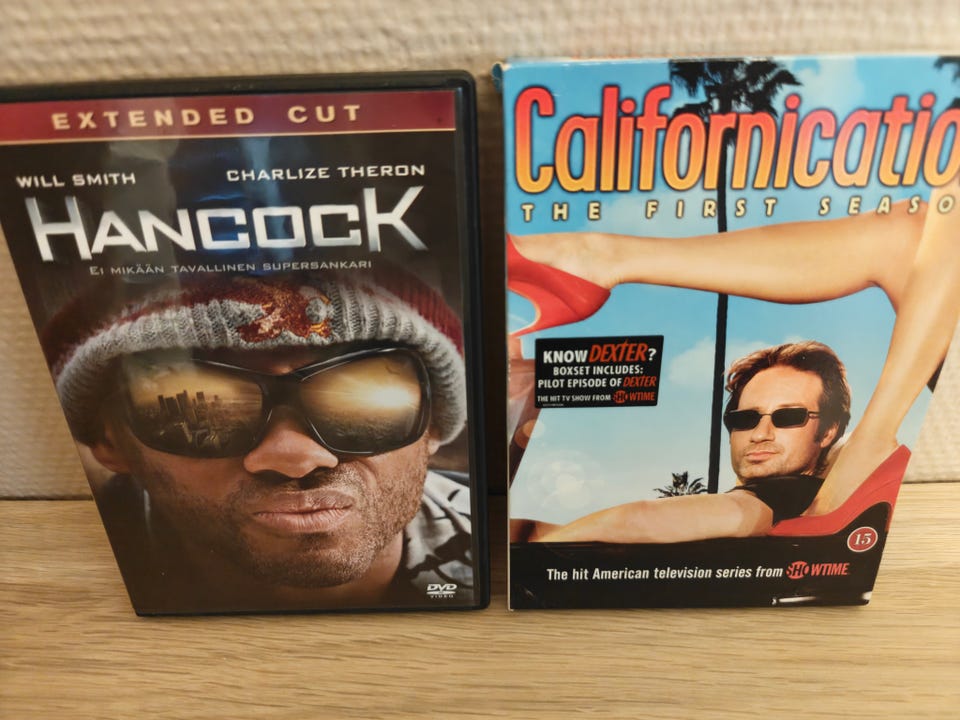 EXTENDED CUT
WILL SMITH CHARLIZE THERON
HANCOCK
EI MIKÄÄN TAVALLINEN SUPERSANKARI
DVD
VIDEO
Californicatio
THE FIRST SEASO
KNOW DEXTER?
BOXSET INCLUDES:
PILOT EPISODE OF DEXTER
THE HIT TV SHOW FROM SHOWTIME
15
The hit American television series from SHOWTIME